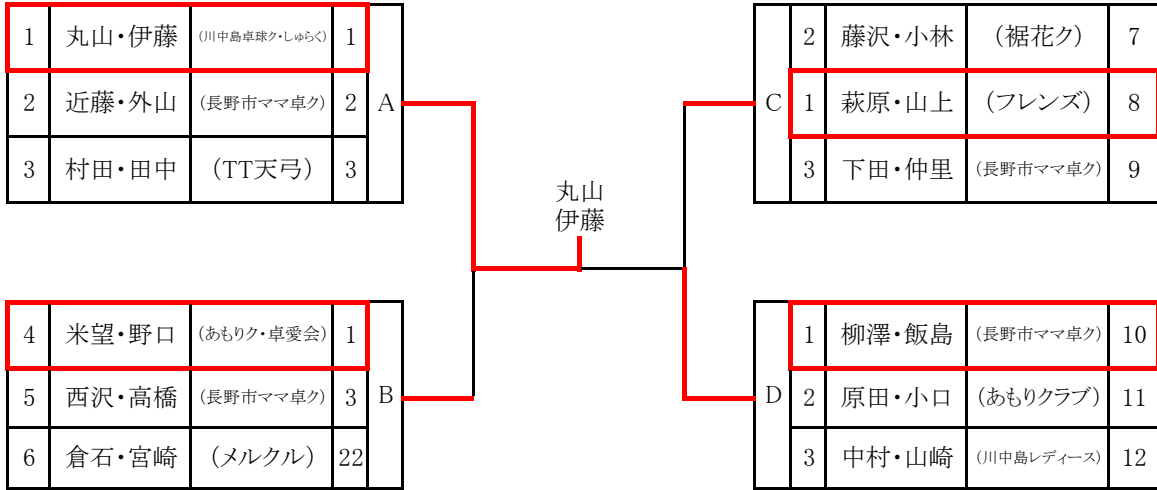 1 丸山・伊藤 (川中島卓球ク・しゅらく) 1
2 近藤・外山 (長野市ママ卓ク) 2
3 村田・田中 (TT天弓) 3
A
4 米望・野口 (あもりク・卓愛会) 1
5 西沢・高橋 (長野市ママ卓ク) 3
6 倉石・宮崎 (メルクル) 22
B
丸山
伊藤
C
2 藤沢・小林 (裾花ク) 7
1 萩原・山上 (フレンズ) 8
3 下田・仲里 (長野市ママ卓ク) 9
D
1 柳澤・飯島 (長野市ママ卓ク) 10
2 原田・小口 (あもりクラブ) 11
3 中村・山崎 (川中島レディース) 12